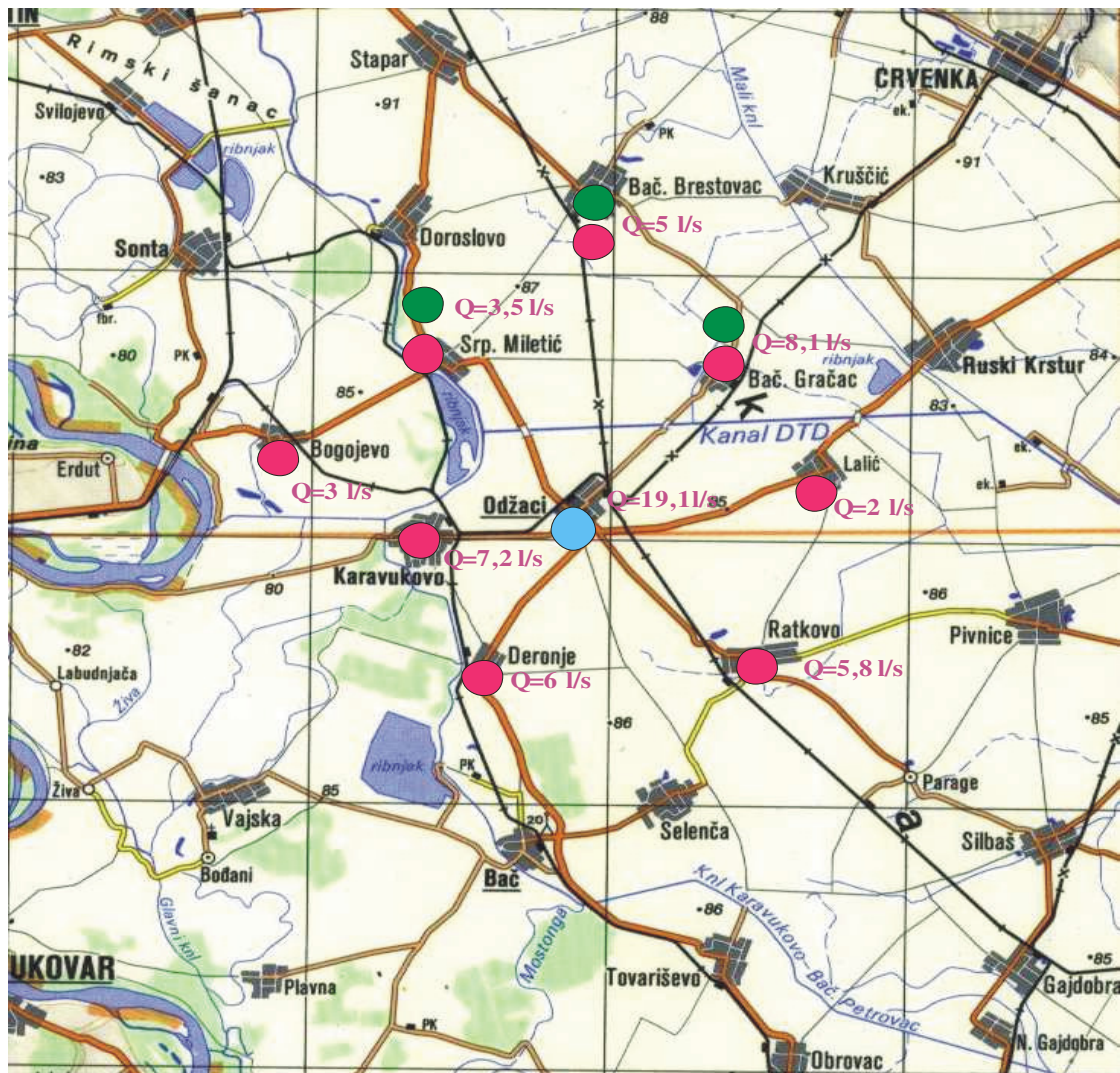 TIN
88
Rimski šanac
Stapar
Mali knl
CRVENKA
91
ek.
Svilojevo
PK
ribnjak
91
83
Bač. Brestovac
Kruščić
Q=5 l/s
Sonta
Doroslovo
87
fbr.
Q=3,5 l/s
80
PK
Srp. Miletić
Q=8,1 l/s
ribnjak
84
Ruski Krstur
Bač. Gračac
85
k
83
ribnjak
Kanal DTD
ina
Bogojevo
ek.
Erdut
Lalić
Q=3 l/s
Odžaci
Q=19,1l/s
85
ek.
Q=2 l/s
Q=7,2 l/s
Karavukovo
80
86
Ratkovo
Pivnice
82
Deronje
Q=5,8 l/s
Labudnjača
Q=6 l/s
Živa
86
85
ribnjak
PK
Parage
Živa
85
Vajska
20
Selenča
a
Silbaš
Bođani
Bač
Knl Karavukovo-Bač. Petrovac
Glavni knl
86
Mostonga
UKOVAR
85
Plavna
Tovariševo
Gajdobra
PK
N. Gajdobra
Obrovac